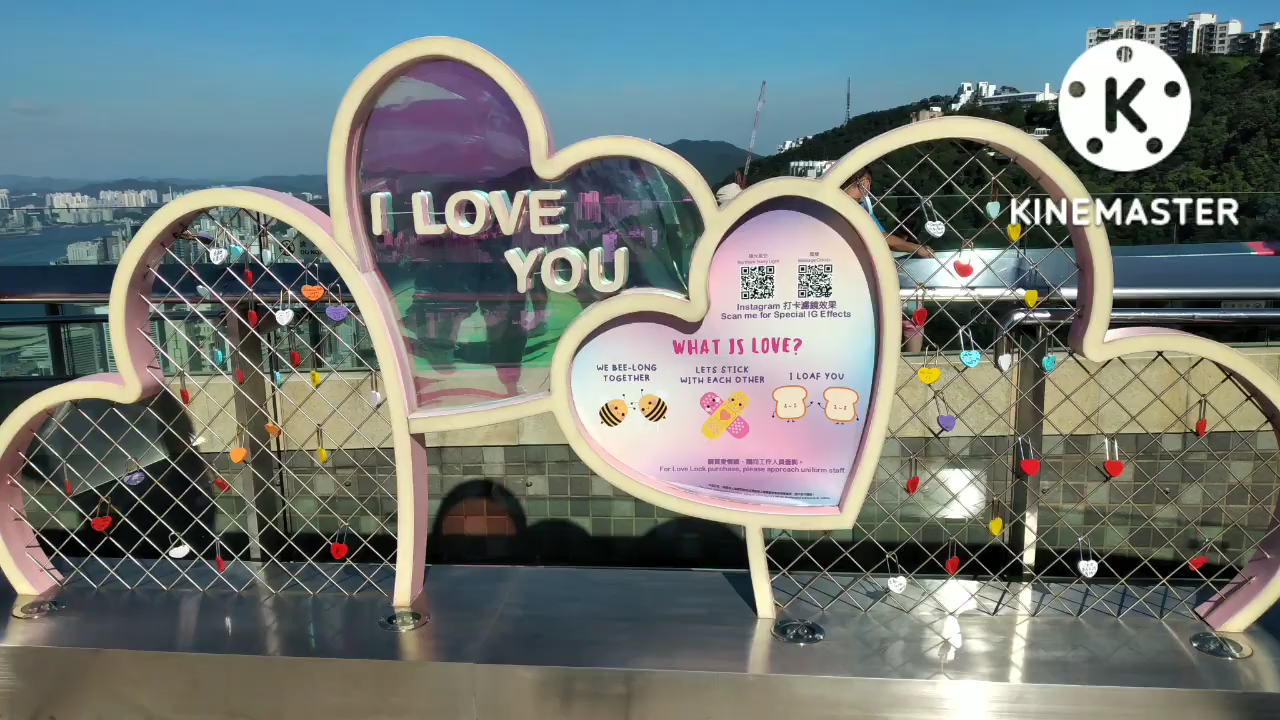 K
KINEMASTER
I LOVE
YOU
Instagram 打卡濾鏡效果
Scan me for Special IG Effects
WHAT IS LOVE?
WE BEE-LONG
TOGETHER
LETS STICK
WITH EACH OTHER
I LOAF YOU
For Love Lock purchase, please approach uniform staff